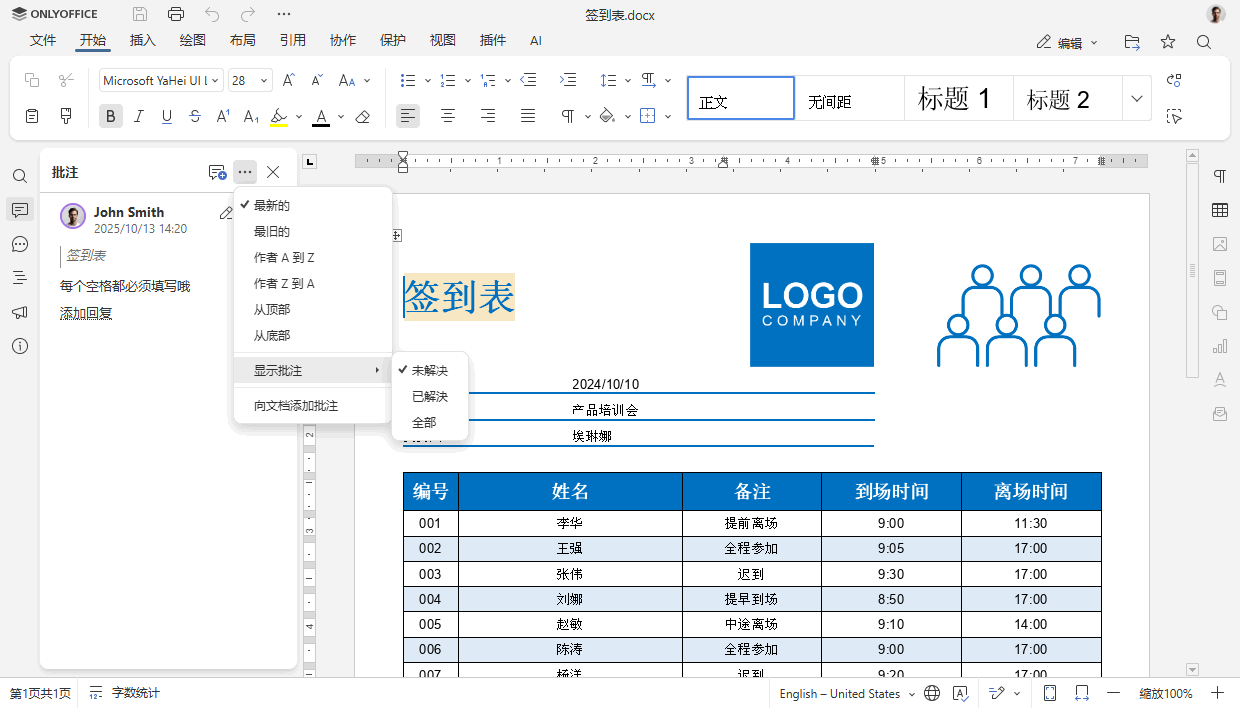 ONLYOFFICE
签到表.docx
文件 开始 插入 绘图 布局 引用 协作 保护 视图 插件 AI
编辑
Microsoft YaHei UI L 28
正文 无间距 标题 1 标题 2
批注
John Smith
2025/10/13 14:20
签到表
每个空格都必须填写哦
添加回复
最新的
最旧的
作者 A 到 Z
作者 Z 到 A
从顶部
从底部
显示批注
向文档添加批注
未解决
已解决
全部
1 2 3 4 5 6 7
签到表
LOGO
COMPANY
2024/10/10
产品培训会
埃琳娜
编号 姓名 备注 到场时间 离场时间
001 李华 提前离场 9:00 11:30
002 王强 全程参加 9:05 17:00
003 张伟 迟到 9:30 17:00
004 刘娜 提早到场 8:50 17:00
005 赵敏 中途离场 9:10 14:00
006 陈涛 全程参加 9:00 17:00
007 杨洋 迟到 9:20 17:00
2
3
4
第1页共1页 字数统计 English – United States 缩放100%